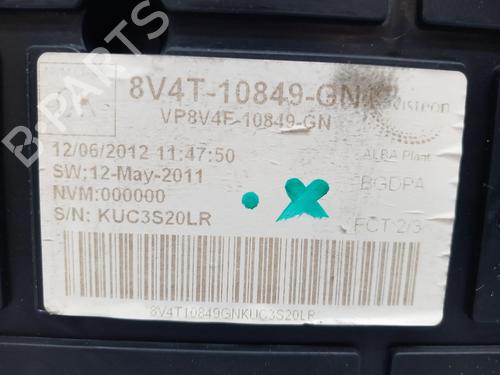 8V4T-10849-GN
Visteon
VP8V4F-10849-GN
12/06/2012 11:47:50
ALBA Plant
SW:12-May-2011
BGDPA
NVM:000000
S/N: KUC3S20LR
FCT:2/3
8V4T10849GNKUC3S20LR
B-Parts